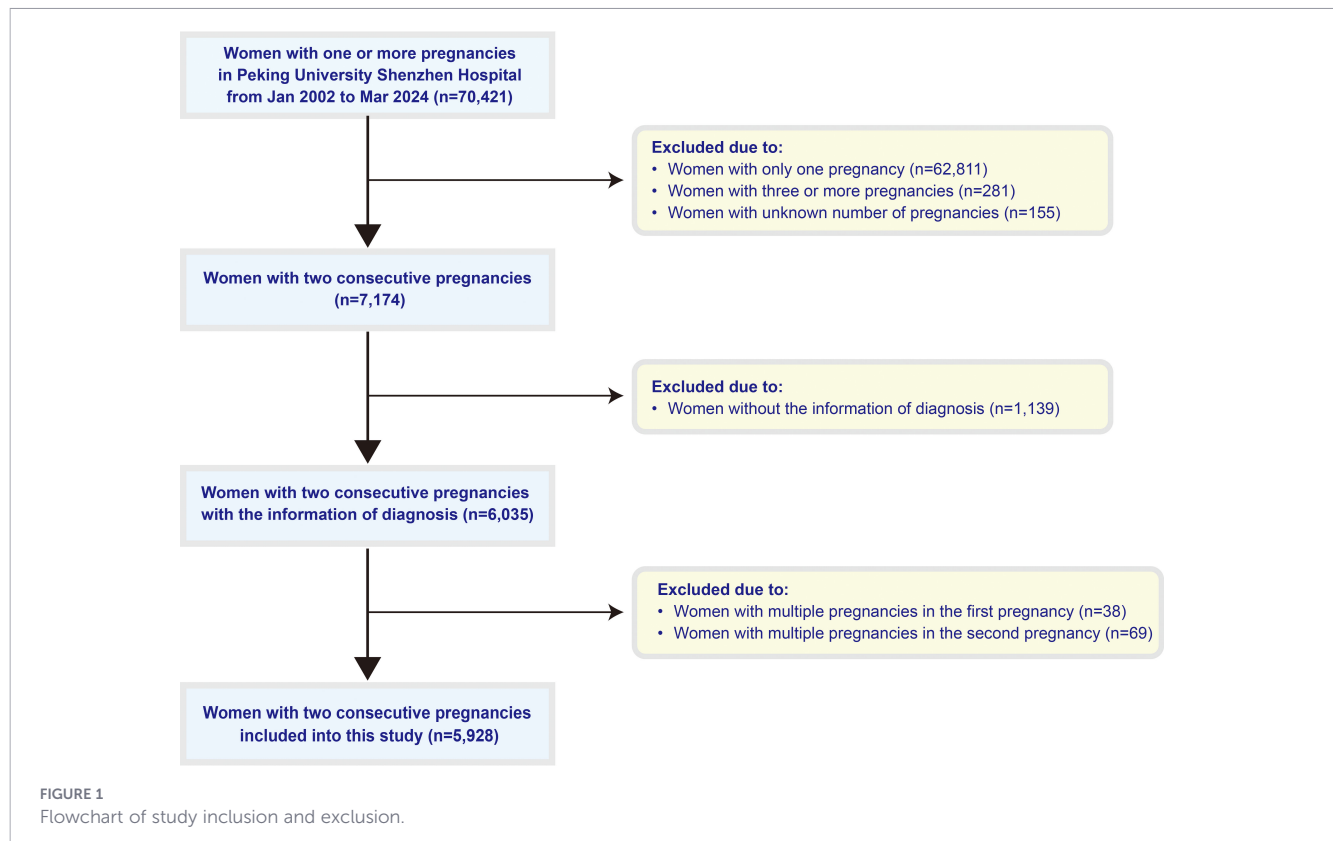 Women with one or more pregnancies
in Peking University Shenzhen Hospital
from Jan 2002 to Mar 2024 (n=70,421)
Excluded due to:
• Women with only one pregnancy (n=62,811)
• Women with three or more pregnancies (n=281)
• Women with unknown number of pregnancies (n=155)
Women with two consecutive pregnancies
(n=7,174)
Excluded due to:
• Women without the information of diagnosis (n=1,139)
Women with two consecutive pregnancies
with the information of diagnosis (n=6,035)
Excluded due to:
• Women with multiple pregnancies in the first pregnancy (n=38)
• Women with multiple pregnancies in the second pregnancy (n=69)
Women with two consecutive pregnancies
included into this study (n=5,928)
FIGURE 1
Flowchart of study inclusion and exclusion.